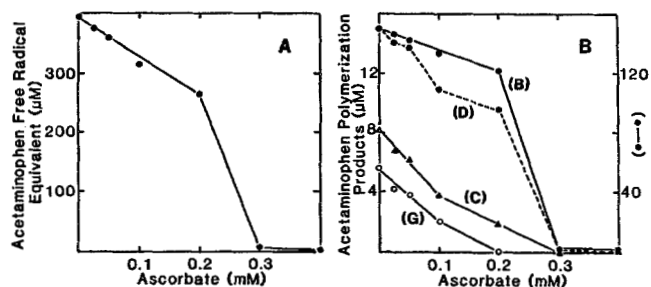 A
Acetaminophen Free Radical
Equivalent (μM)
300
200
100
0.1
0.2
0.3
Ascorbate (mM)
B
Acetaminophen Polymerization
Products (μM)
12
8
4
(B)
(D)
(C)
(G)
120
40
(●—●)
0.1
0.2
0.3
Ascorbate (mM)